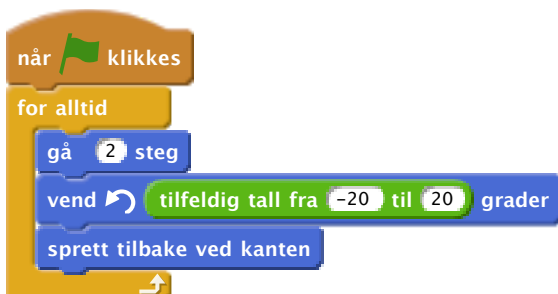 når klikkes
for alltid
gå 2 steg
vend tilfeldig tall fra -20 til 20 grader
sprett tilbake ved kanten